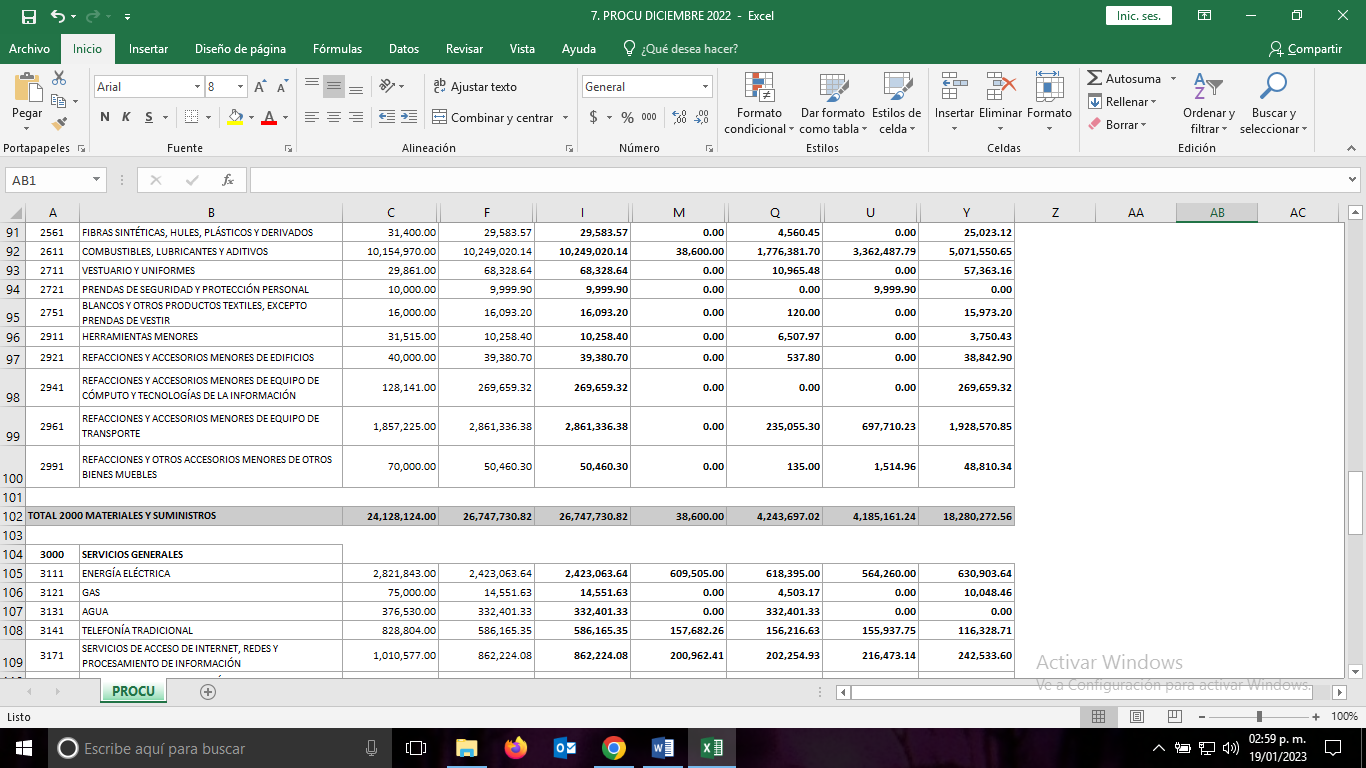 7. PROCU DICIEMBRE 2022 - Excel
Inic. ses.
Archivo Inicio Insertar Diseño de página Fórmulas Datos Revisar Vista Ayuda ¿Qué desea hacer? Compartir
Pegar
Arial 8
Ajustar texto
General
Formato condicional
Dar formato como tabla
Estilos de celda
Insertar Eliminar Formato
Autosuma
Rellenar
Borrar
Ordenar y filtrar
Buscar y seleccionar
N K S
Combinar y centrar
$ % 000
Portapapeles Fuente Alineación Número Estilos Celdas Edición
AB1 fx
A B C F I M Q U Y Z AA AB AC
91 2561 FIBRAS SINTÉTICAS, HULES, PLÁSTICOS Y DERIVADOS 31,400.00 29,583.57 29,583.57 0.00 4,560.45 0.00 25,023.12
92 2611 COMBUSTIBLES, LUBRICANTES Y ADITIVOS 10,154,970.00 10,249,020.14 10,249,020.14 38,600.00 1,776,381.70 3,362,487.79 5,071,550.65
93 2711 VESTUARIO Y UNIFORMES 29,861.00 68,328.64 68,328.64 0.00 10,965.48 0.00 57,363.16
94 2721 PRENDAS DE SEGURIDAD Y PROTECCIÓN PERSONAL 10,000.00 9,999.90 9,999.90 0.00 0.00 9,999.90 0.00
95 2751 BLANCOS Y OTROS PRODUCTOS TEXTILES, EXCEPTO
PRENDAS DE VESTIR 16,000.00 16,093.20 16,093.20 0.00 120.00 0.00 15,973.20
96 2911 HERRAMIENTAS MENORES 31,515.00 10,258.40 10,258.40 0.00 6,507.97 0.00 3,750.43
97 2921 REFACCIONES Y ACCESORIOS MENORES DE EDIFICIOS 40,000.00 39,380.70 39,380.70 0.00 537.80 0.00 38,842.90
98 2941 REFACCIONES Y ACCESORIOS MENORES DE EQUIPO DE
CÓMPUTO Y TECNOLOGÍAS DE LA INFORMACIÓN 128,141.00 269,659.32 269,659.32 0.00 0.00 0.00 269,659.32
99 2961 REFACCIONES Y ACCESORIOS MENORES DE EQUIPO DE
TRANSPORTE 1,857,225.00 2,861,336.38 2,861,336.38 0.00 235,055.30 697,710.23 1,928,570.85
100 2991 REFACCIONES Y OTROS ACCESORIOS MENORES DE OTROS
BIENES MUEBLES 70,000.00 50,460.30 50,460.30 0.00 135.00 1,514.96 48,810.34
101
102 TOTAL 2000 MATERIALES Y SUMINISTROS 24,128,124.00 26,747,730.82 26,747,730.82 38,600.00 4,243,697.02 4,185,161.24 18,280,272.56
103
104 3000 SERVICIOS GENERALES
105 3111 ENERGÍA ELÉCTRICA 2,821,843.00 2,423,063.64 2,423,063.64 609,505.00 618,395.00 564,260.00 630,903.64
106 3121 GAS 75,000.00 14,551.63 14,551.63 0.00 4,503.17 0.00 10,048.46
107 3131 AGUA 376,530.00 332,401.33 332,401.33 0.00 332,401.33 0.00 0.00
108 3141 TELEFONÍA TRADICIONAL 828,804.00 586,165.35 586,165.35 157,682.26 156,216.63 155,937.75 116,328.71
109 3171 SERVICIOS DE ACCESO DE INTERNET, REDES Y
PROCESAMIENTO DE INFORMACIÓN 1,010,577.00 862,224.08 862,224.08 200,962.41 202,254.93 216,473.14 242,533.60
Activar Windows
Ve a Configuración para activar Windows.
PROCU
Listo 100%
Escribe aquí para buscar
02:59 p. m.
19/01/2023